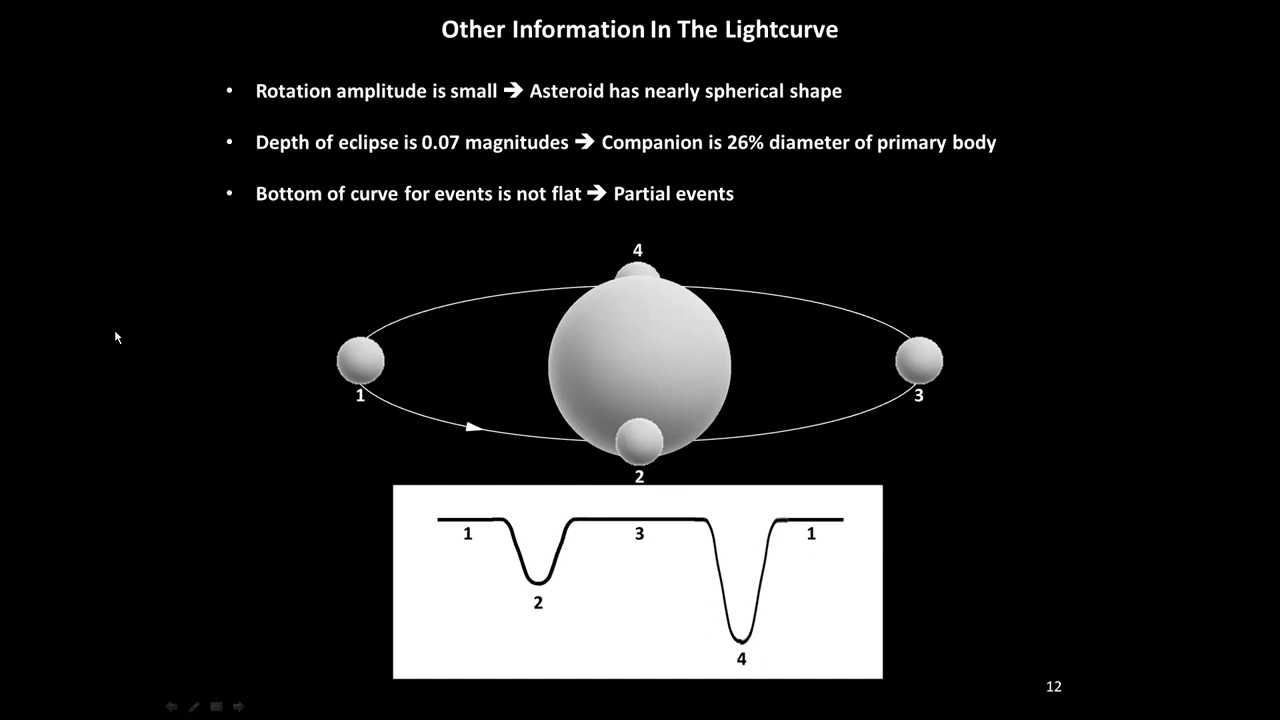 Other Information In The Lightcurve
• Rotation amplitude is small → Asteroid has nearly spherical shape
• Depth of eclipse is 0.07 magnitudes → Companion is 26% diameter of primary body
• Bottom of curve for events is not flat → Partial events
4
1
3
2
1
3
1
2
4
12